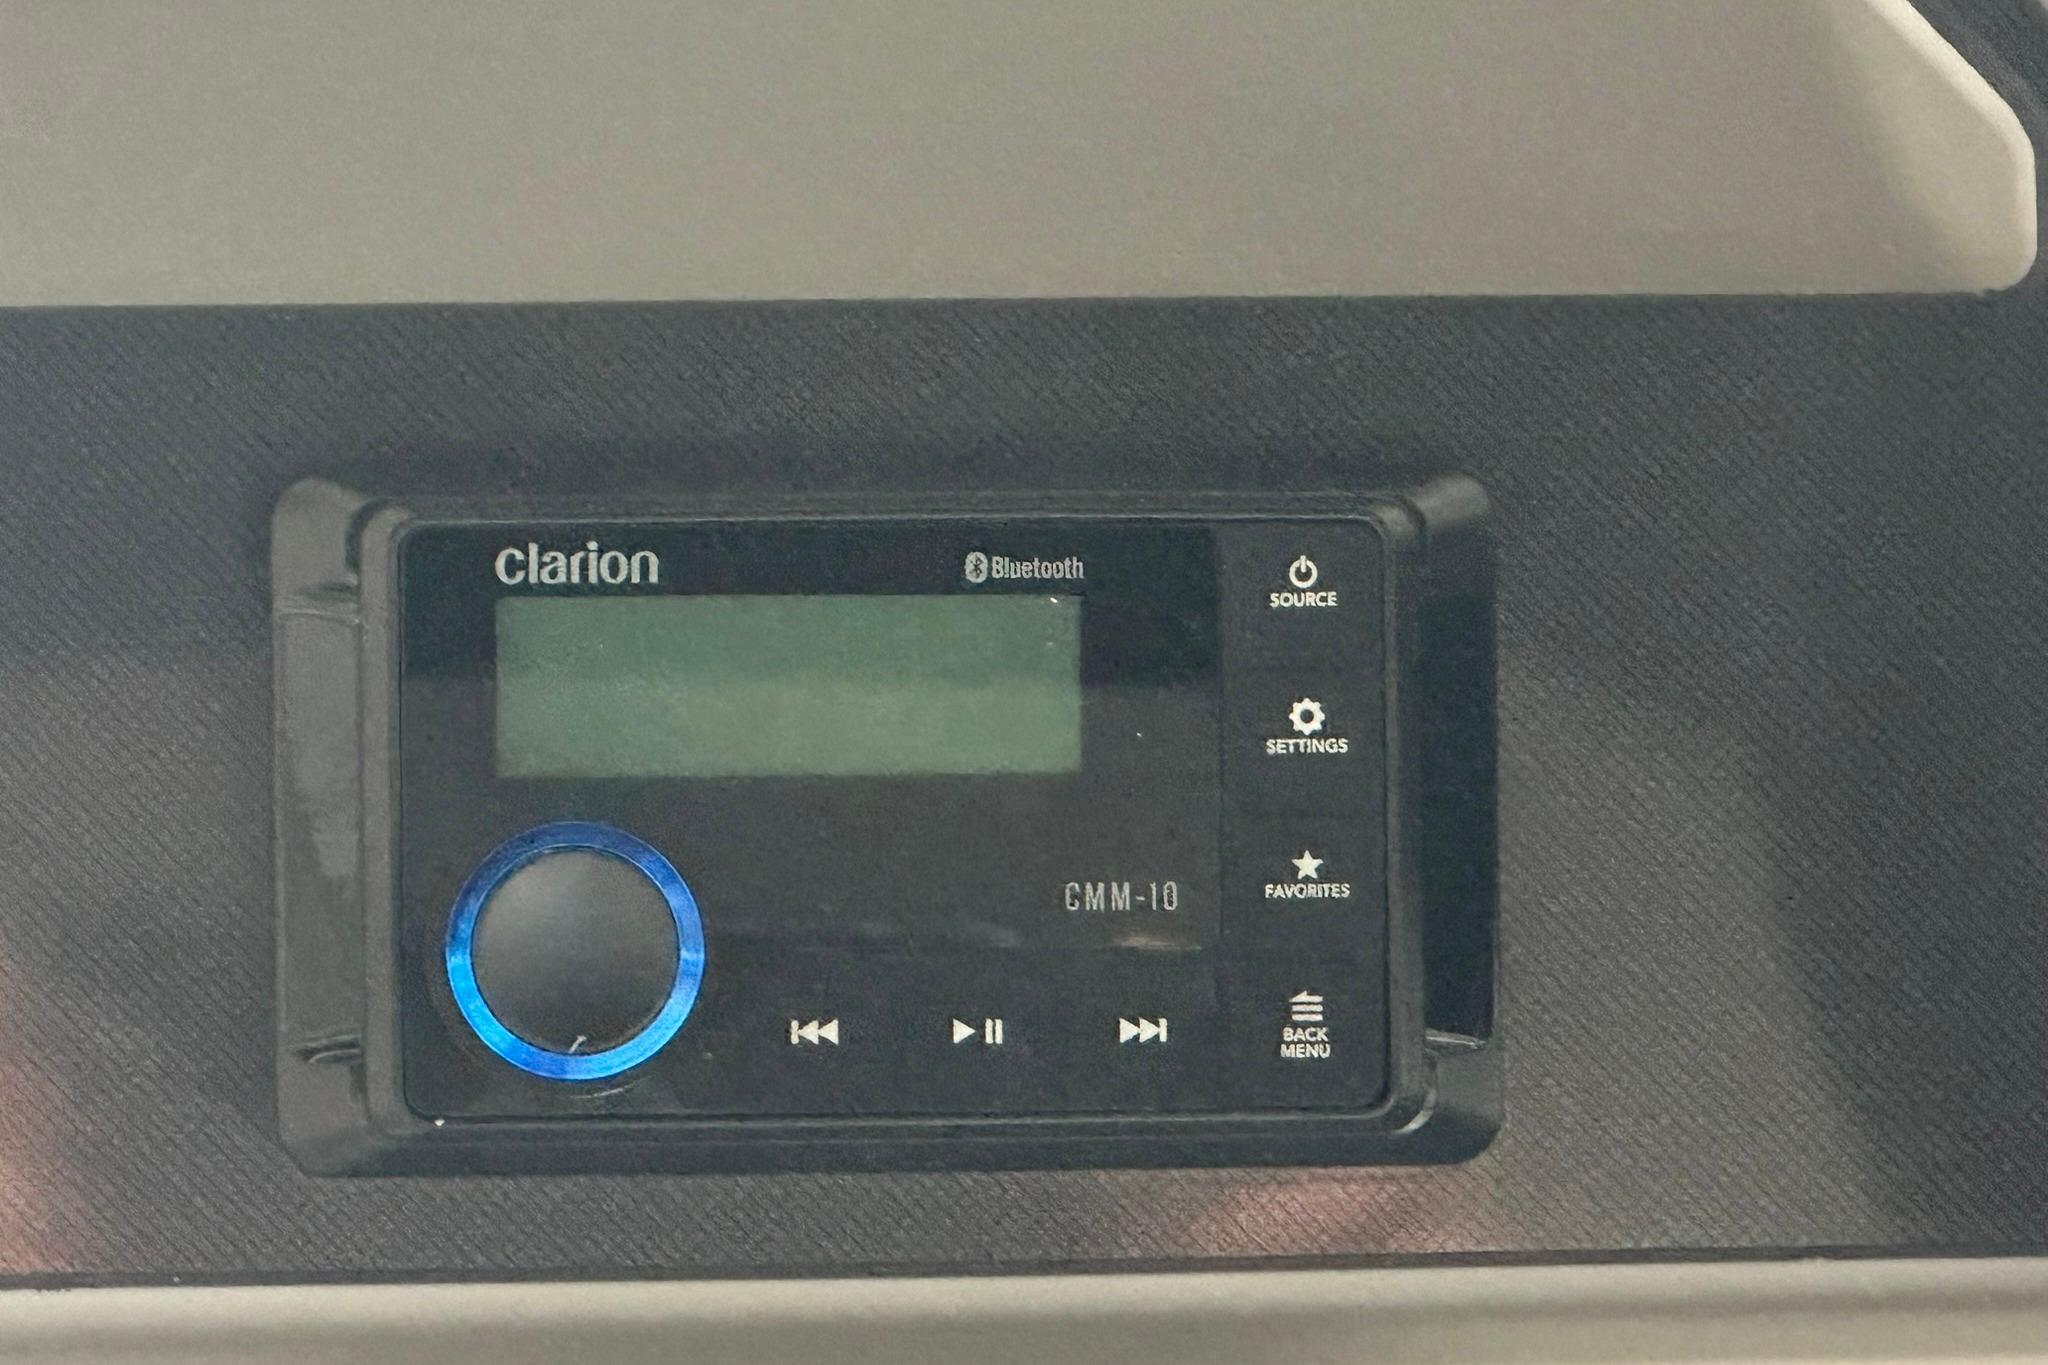 clarion
Bluetooth
SOURCE
SETTINGS
FAVORITES
CMM-10
BACK
MENU